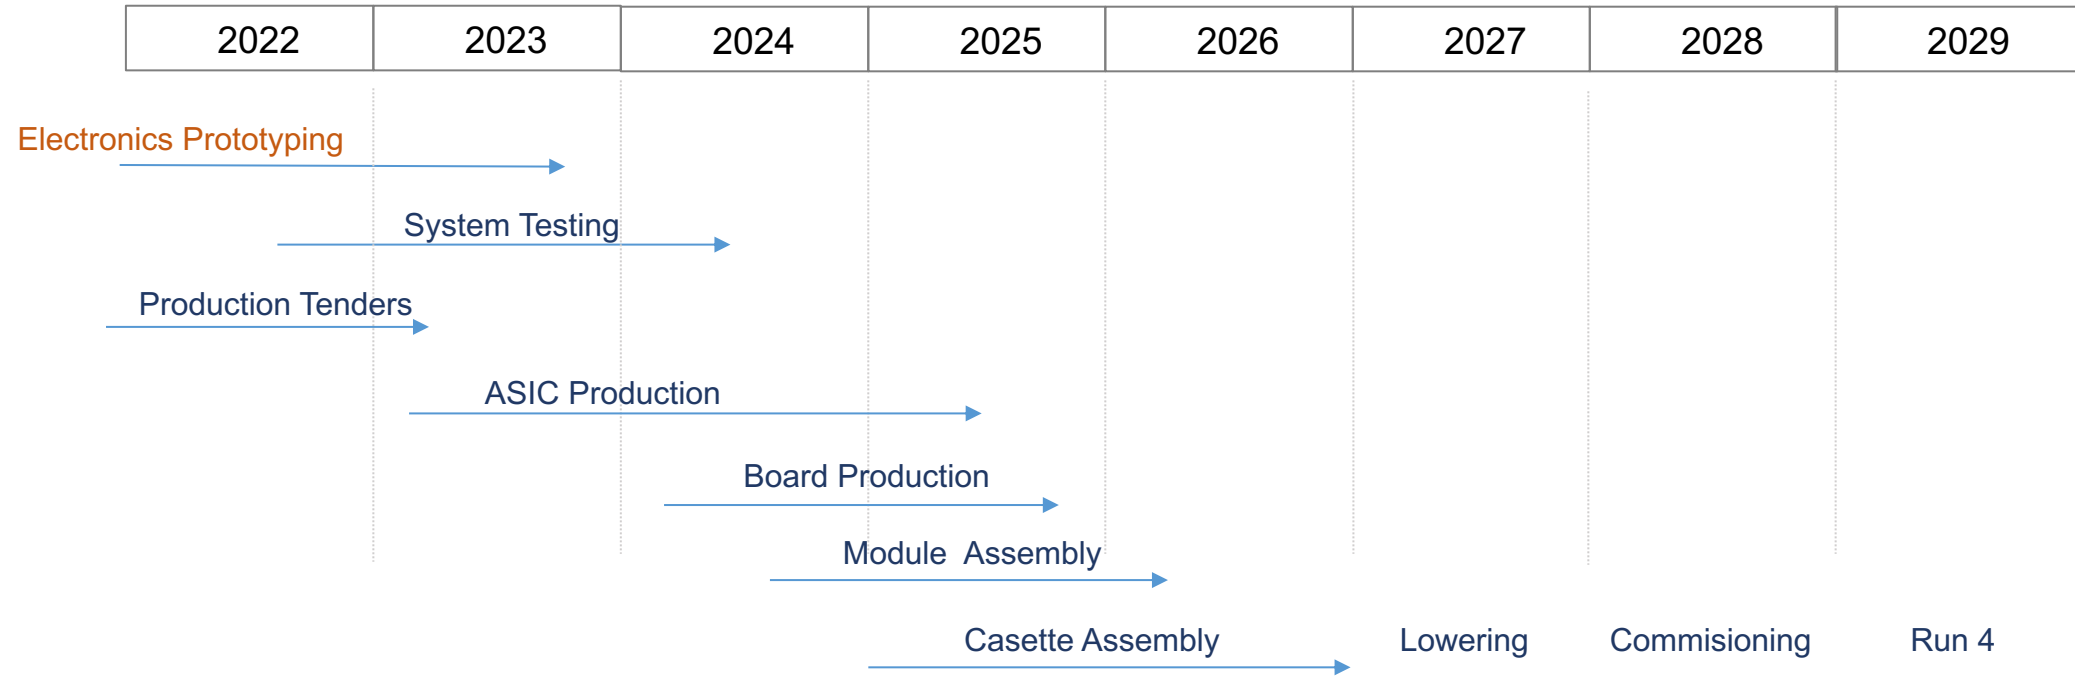 2022 2023 2024 2025 2026 2027 2028 2029
Electronics Prototyping
System Testing
Production Tenders
ASIC Production
Board Production
Module Assembly
Casette Assembly Lowering Commisioning Run 4